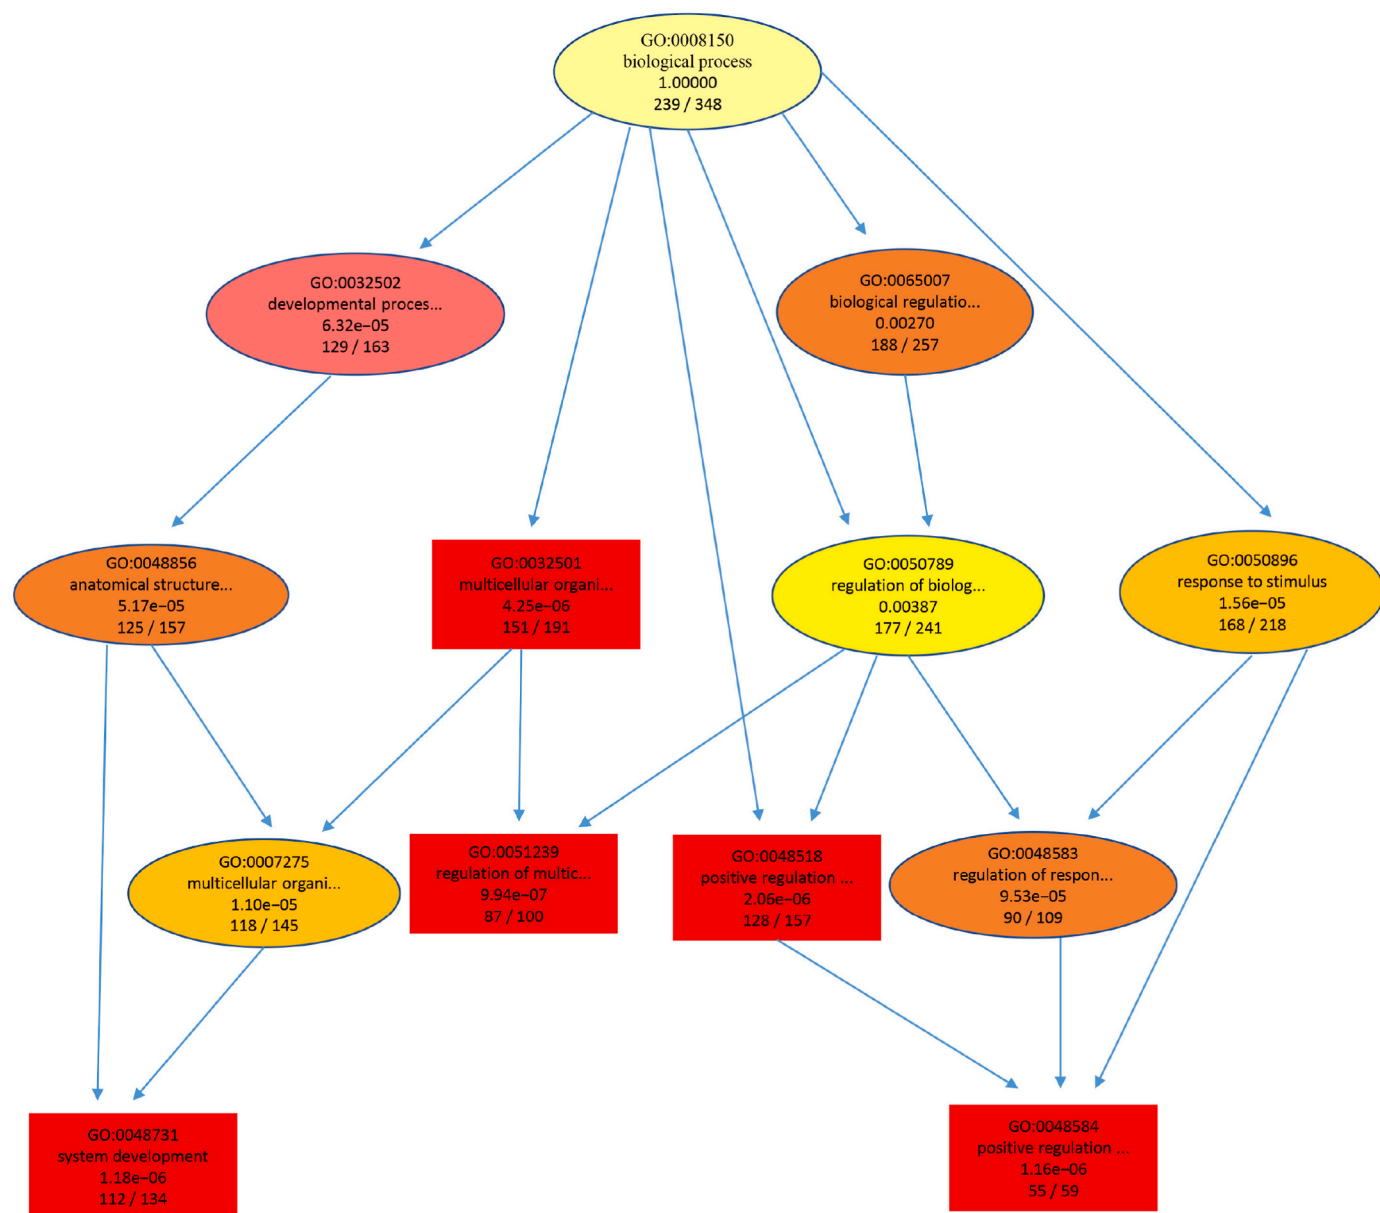 GO:0008150
biological process
1.00000
239 / 348
GO:0032502
developmental proces...
6.32e−05
129 / 163
GO:0065007
biological regulatio...
0.00270
188 / 257
GO:0048856
anatomical structure...
5.17e−05
125 / 157
GO:0032501
multicellular organi...
4.25e−06
151 / 191
GO:0050789
regulation of biolog...
0.00387
177 / 241
GO:0050896
response to stimulus
1.56e−05
168 / 218
GO:0007275
multicellular organi...
1.10e−05
118 / 145
GO:0051239
regulation of multic...
9.94e−07
87 / 100
GO:0048518
positive regulation ...
2.06e−06
128 / 157
GO:0048583
regulation of respon...
9.53e−05
90 / 109
GO:0048731
system development
1.18e−06
112 / 134
GO:0048584
positive regulation ...
1.16e−06
55 / 59